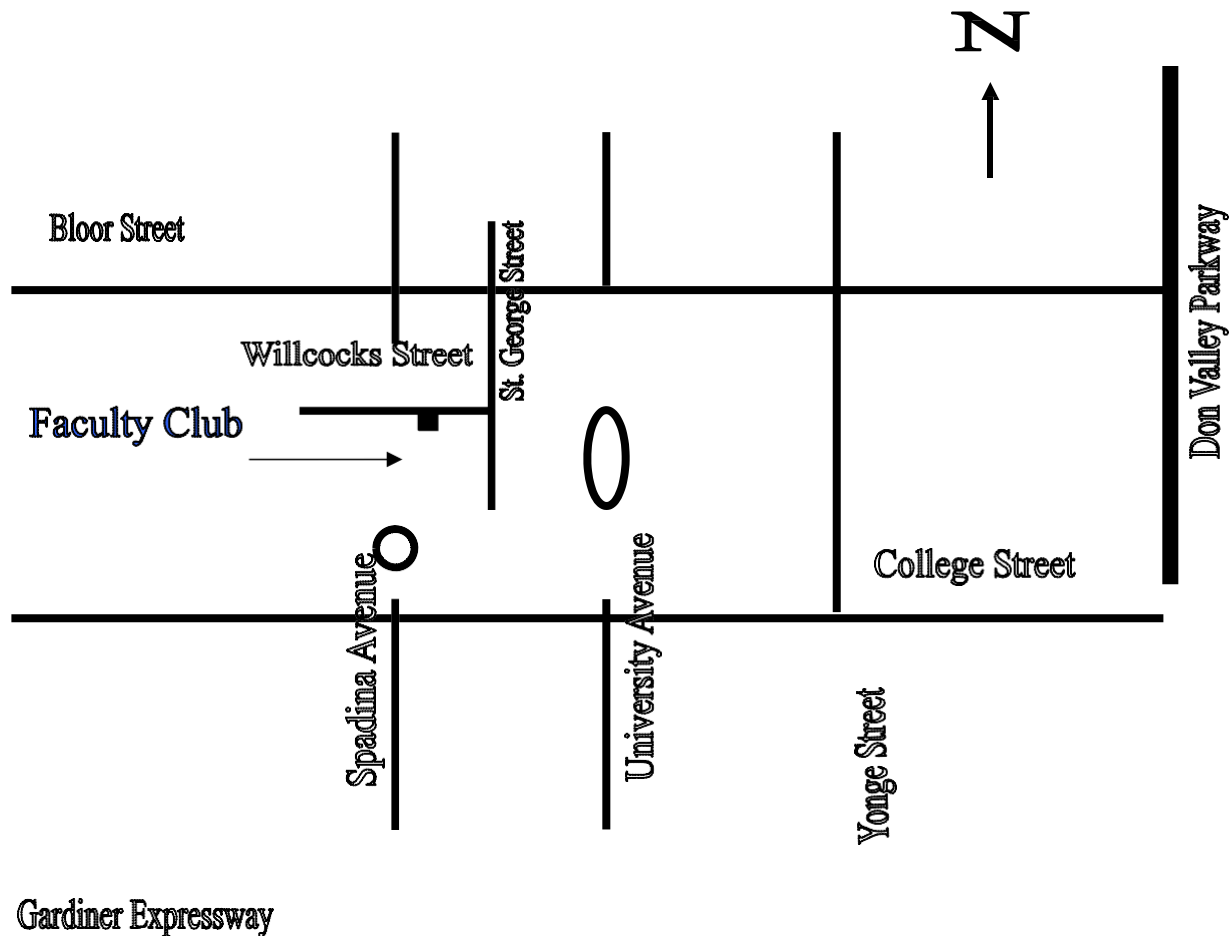 N
Bloor Street
St. George Street
Don Valley Parkway
Willcocks Street
Faculty Club
College Street
Spadina Avenue
University Avenue
Yonge Street
Gardiner Expressway